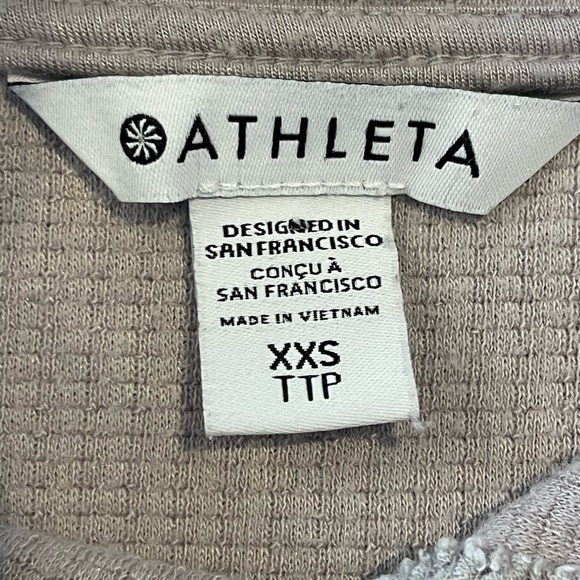 ATHLETA
DESIGNED IN
SAN FRANCISCO
CONÇU À
SAN FRANCISCO
MADE IN VIETNAM
XXS
TTP